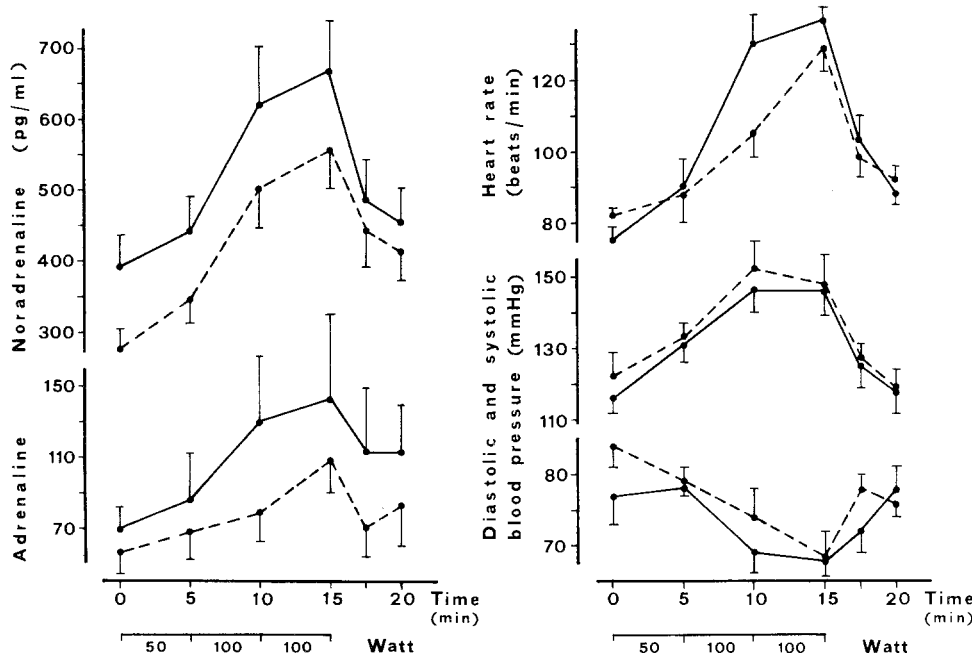 Noradrenaline (pg/ml)
700
600
500
400
300
Adrenaline
150
110
70
0 5 10 15 20 Time
(min)
50 100 100 Watt
Heart rate
(beats/min)
120
100
80
Diastolic and systolic
blood pressure (mmHg)
150
130
110
80
70
0 5 10 15 20 Time
(min)
50 100 100 Watt